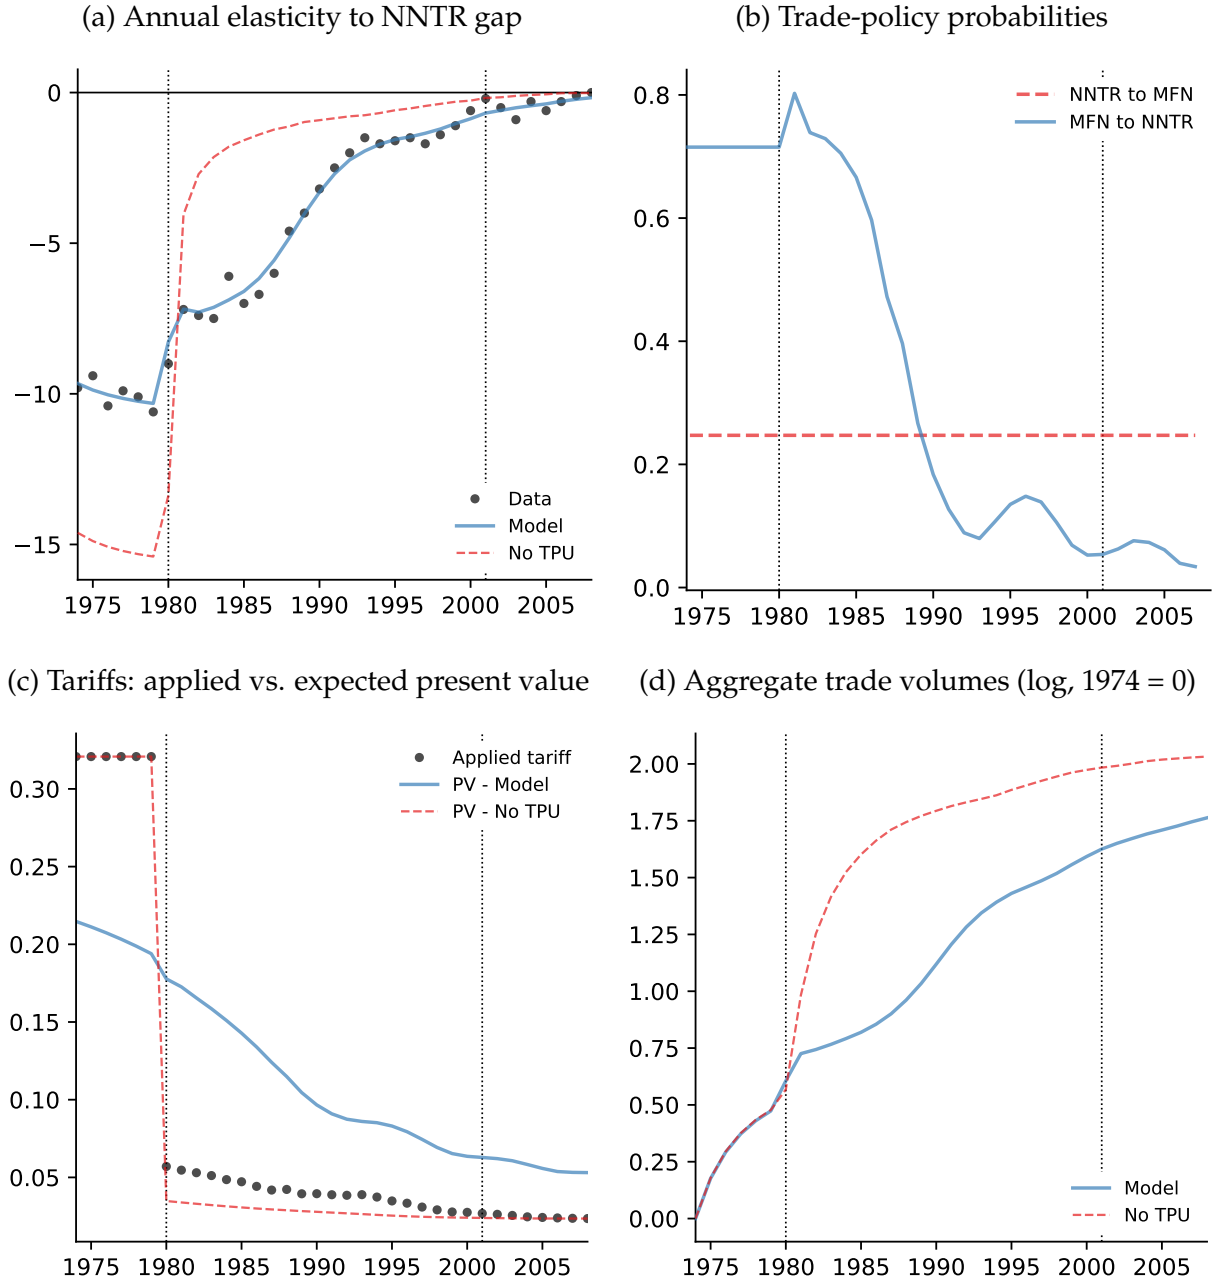 (a) Annual elasticity to NNTR gap
0
−5
−10
−15
1975 1980 1985 1990 1995 2000 2005
Data
Model
No TPU
(b) Trade-policy probabilities
0.8
0.6
0.4
0.2
0.0
1975 1980 1985 1990 1995 2000 2005
NNTR to MFN
MFN to NNTR
(c) Tariffs: applied vs. expected present value
0.30
0.25
0.20
0.15
0.10
0.05
1975 1980 1985 1990 1995 2000 2005
Applied tariff
PV - Model
PV - No TPU
(d) Aggregate trade volumes (log, 1974 = 0)
2.00
1.75
1.50
1.25
1.00
0.75
0.50
0.25
0.00
1975 1980 1985 1990 1995 2000 2005
Model
No TPU